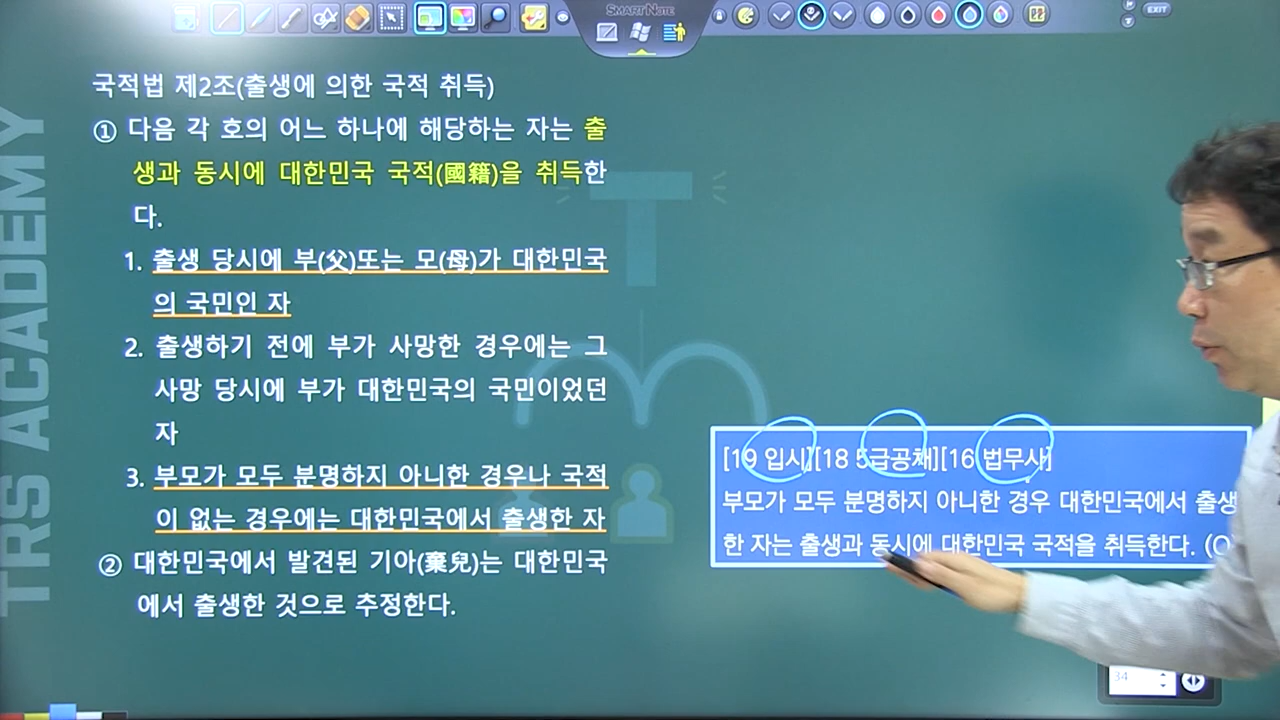 SMART NOTE
EXIT
국적법 제2조(출생에 의한 국적 취득)
① 다음 각 호의 어느 하나에 해당하는 자는 출
생과 동시에 대한민국 국적(國籍)을 취득한
다.
1. 출생 당시에 부(父)또는 모(母)가 대한민국
의 국민인 자
2. 출생하기 전에 부가 사망한 경우에는 그
사망 당시에 부가 대한민국의 국민이었던
자
3. 부모가 모두 분명하지 아니한 경우나 국적
이 없는 경우에는 대한민국에서 출생한 자
② 대한민국에서 발견된 기아(棄兒)는 대한민국
에서 출생한 것으로 추정한다.
[19 입시][18 5급공채][16 법무사]
부모가 모두 분명하지 아니한 경우 대한민국에서 출생
한 자는 출생과 동시에 대한민국 국적을 취득한다. (O
TRS ACADEMY
34